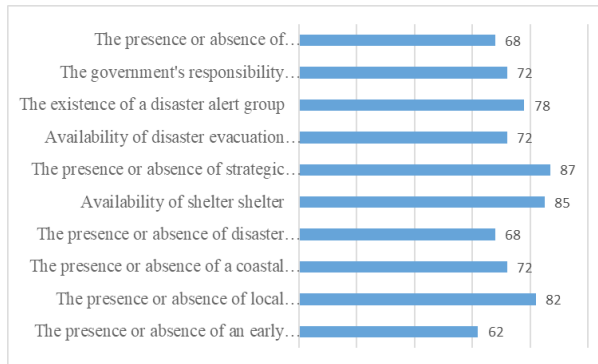 The presence or absence of… 68
The government's responsibility… 72
The existence of a disaster alert group 78
Availability of disaster evacuation… 72
The presence or absence of strategic… 87
Availability of shelter shelter 85
The presence or absence of disaster… 68
The presence or absence of a coastal… 72
The presence or absence of local… 82
The presence or absence of an early… 62